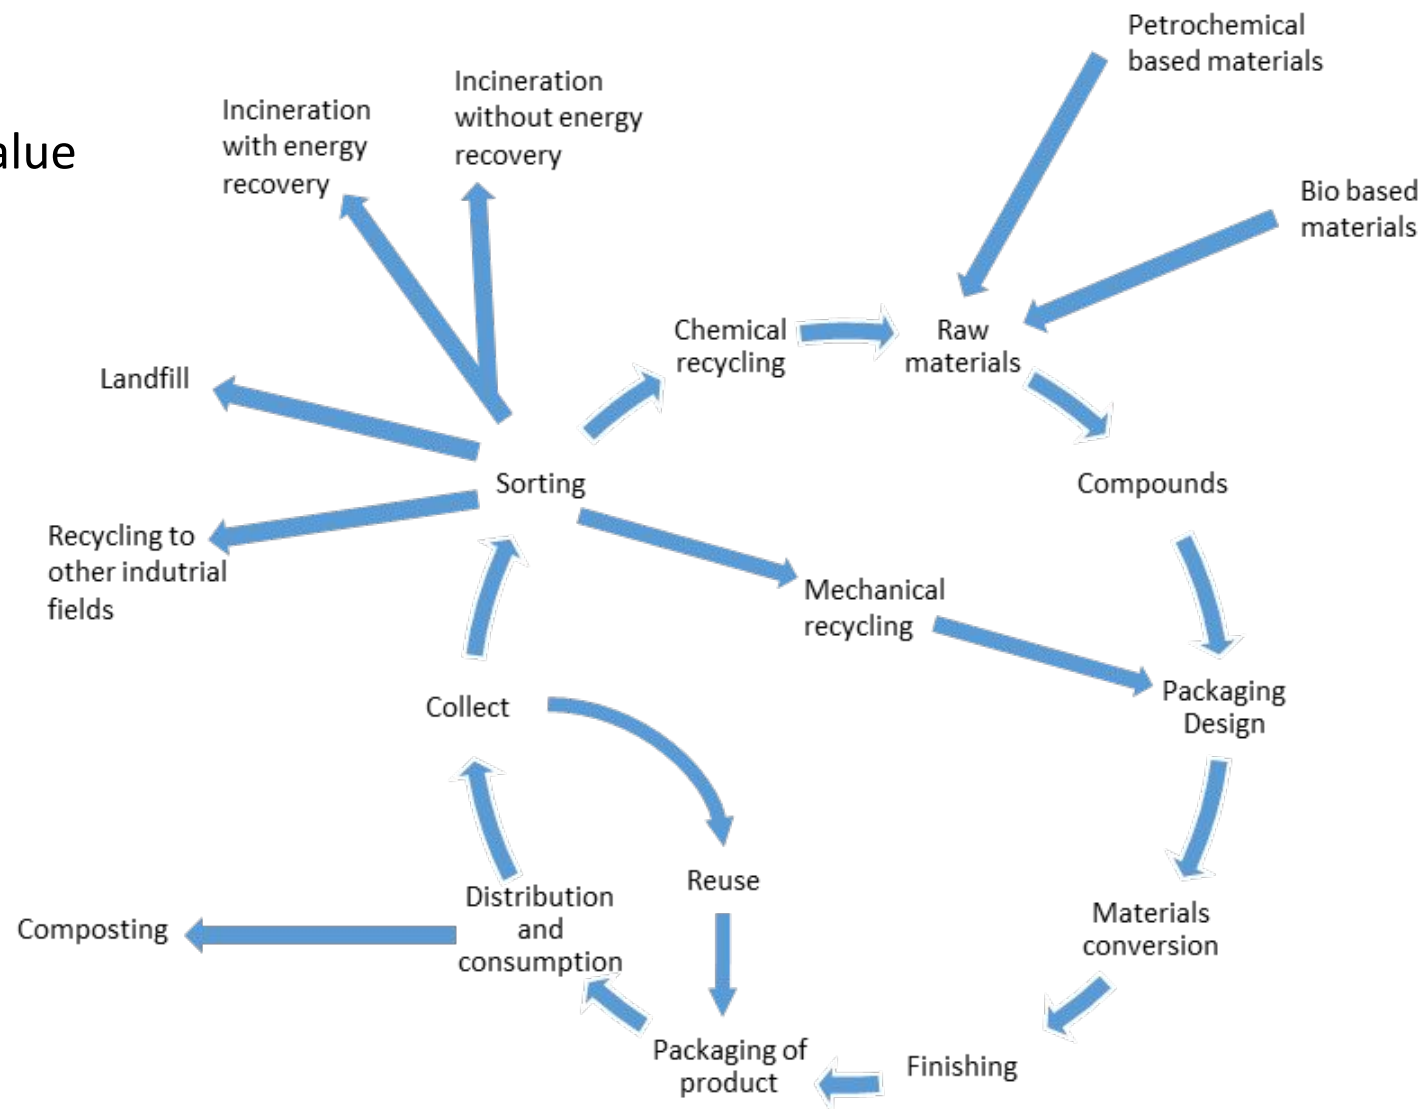 Petrochemical
based materials
Incineration
without energy
recovery
Incineration
with energy
recovery
alue
Bio based
materials
Chemical
recycling
Raw
materials
Landfill
Sorting
Compounds
Recycling to
other indutrial
fields
Mechanical
recycling
Packaging
Design
Collect
Reuse
Distribution
and
consumption
Composting
Materials
conversion
Packaging of
product
Finishing